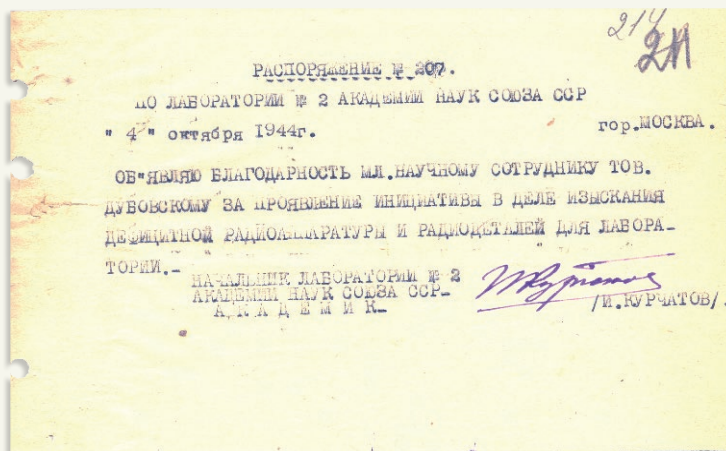 214
РАСПОРЯЖЕНИЕ № 207.
ПО ЛАБОРАТОРИИ № 2 АКАДЕМИИ НАУК СОЮЗА ССР
" 4 " октября 1944г. гор.МОСКВА.
ОБ"ЯВЛЯЮ БЛАГОДАРНОСТЬ МЛ.НАУЧНОМУ СОТРУДНИКУ ТОВ.
ДУБОВСКОМУ ЗА ПРОЯВЛЕНИЕ ИНИЦИАТИВЫ В ДЕЛЕ ИЗЫСКАНИЯ
ДЕФИЦИТНОЙ РАДИОАППАРАТУРЫ И РАДИОДЕТАЛЕЙ ДЛЯ ЛАБОРА-
ТОРИИ.-
НАЧАЛЬНИК ЛАБОРАТОРИИ № 2
АКАДЕМИИ НАУК СОЮЗА ССР-
А К А Д Е М И К-
/И.КУРЧАТОВ/.